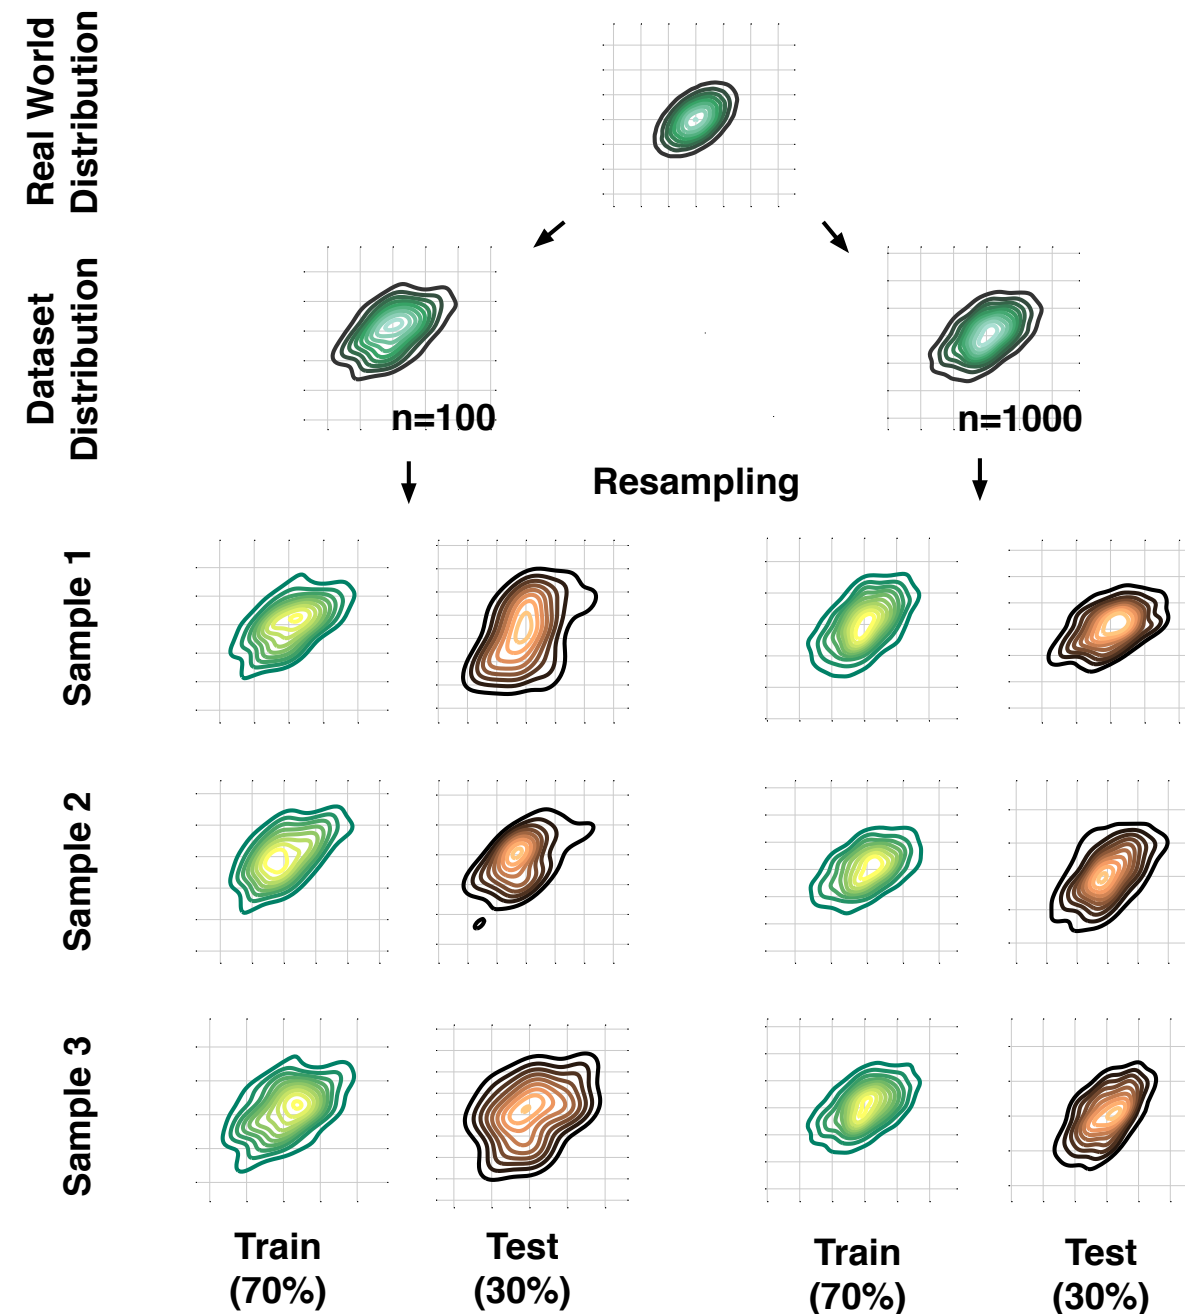 Real World
Distribution
Dataset
Distribution
n=100
n=1000
Resampling
Sample 1
Sample 2
Sample 3
Train
(70%)
Test
(30%)
Train
(70%)
Test
(30%)